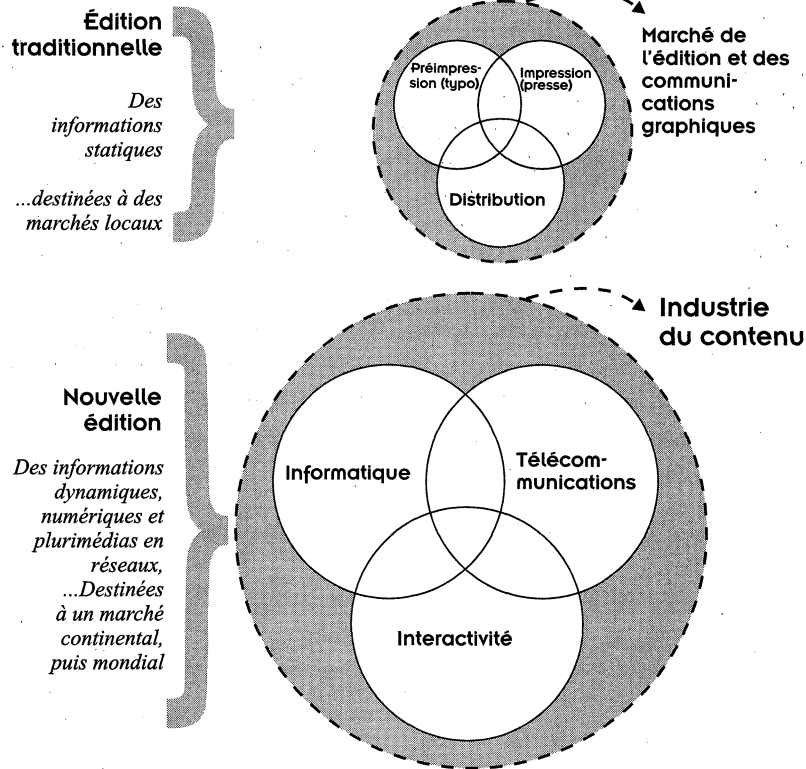 Édition
traditionnelle
Des
informations
statiques
...destinées à des
marchés locaux
Préimpres-
sion (typo)
Impression
(presse)
Distribution
Marché de
l'édition et des
communi-
cations
graphiques
Nouvelle
édition
Des informations
dynamiques,
numériques et
plurimédias en
réseaux,
...Destinées
à un marché
continental,
puis mondial
Informatique
Télécom-
munications
Interactivité
Industrie
du contenu